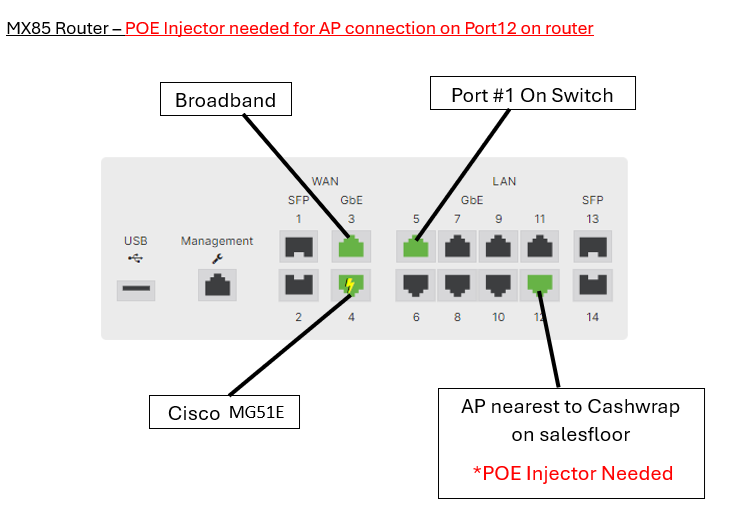 MX85 Router – POE Injector needed for AP connection on Port12 on router
Broadband
Port #1 On Switch
WAN
LAN
SFP
GbE
GbE
SFP
1
3
5
7
9
11
13
USB
Management
2
4
6
8
10
12
14
Cisco MG51E
AP nearest to Cashwrap
on salesfloor
*POE Injector Needed